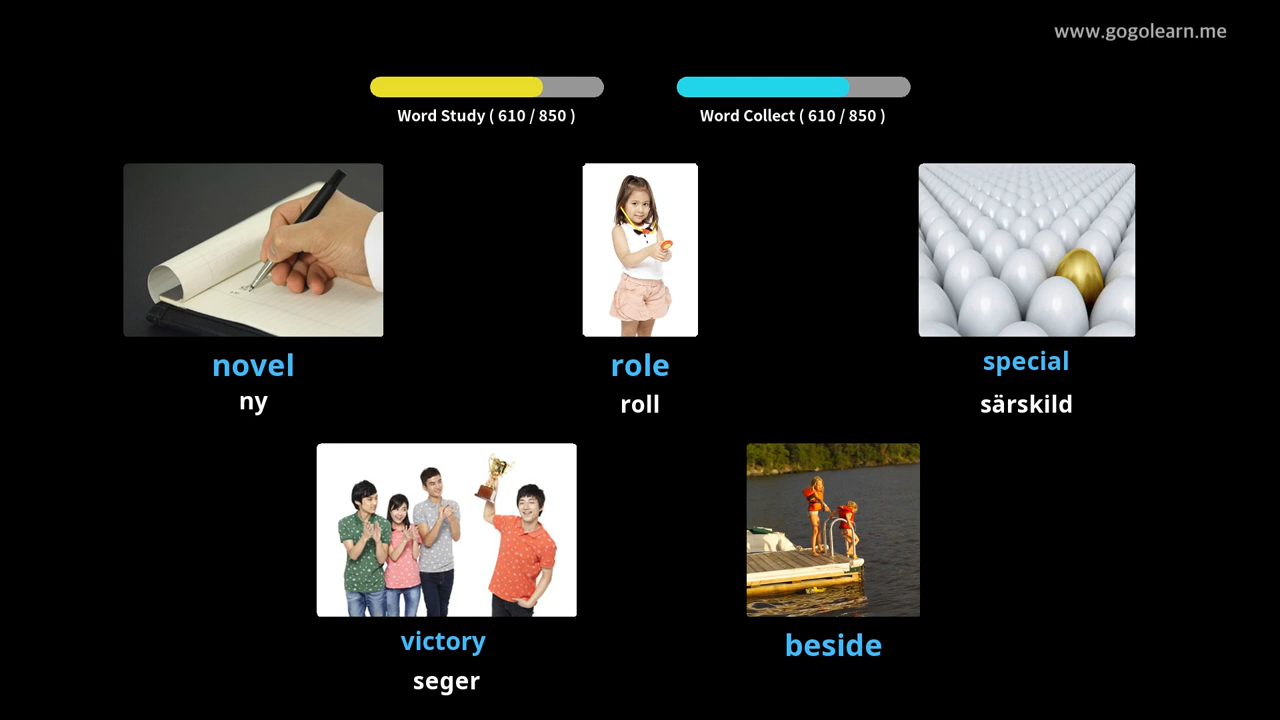 www.gogolearn.me
Word Study ( 610 / 850 )
Word Collect ( 610 / 850 )
novel
ny
role
roll
special
särskild
victory
seger
beside